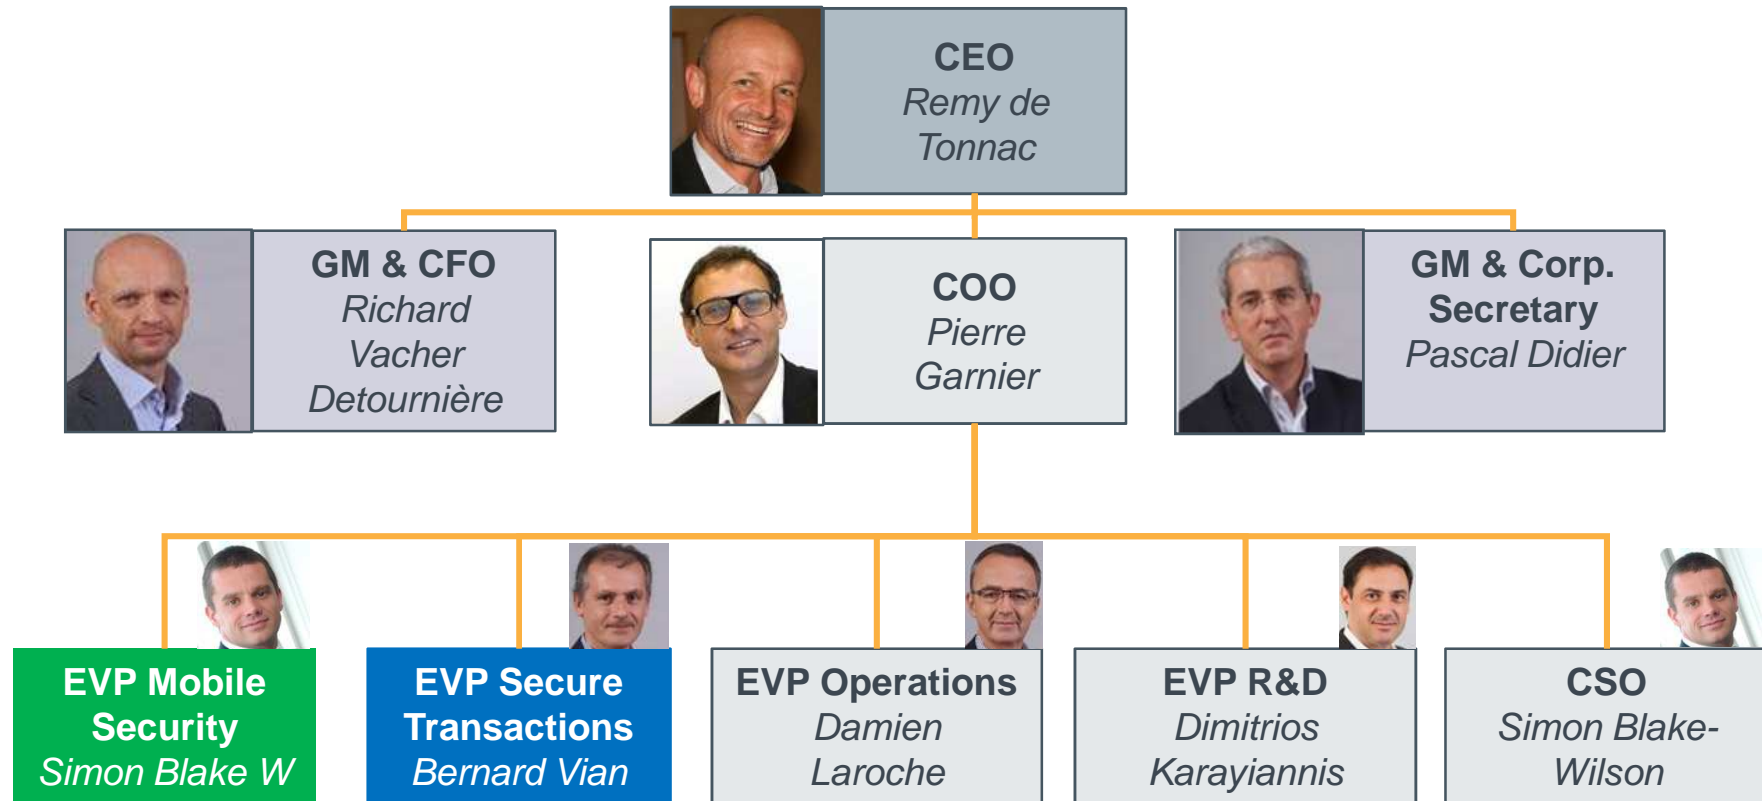 CEO
Remy de
Tonnac
GM & CFO
Richard
Vacher
Detournière
COO
Pierre
Garnier
GM & Corp.
Secretary
Pascal Didier
EVP Mobile
Security
Simon Blake W
EVP Secure
Transactions
Bernard Vian
EVP Operations
Damien
Laroche
EVP R&D
Dimitrios
Karayiannis
CSO
Simon Blake-
Wilson